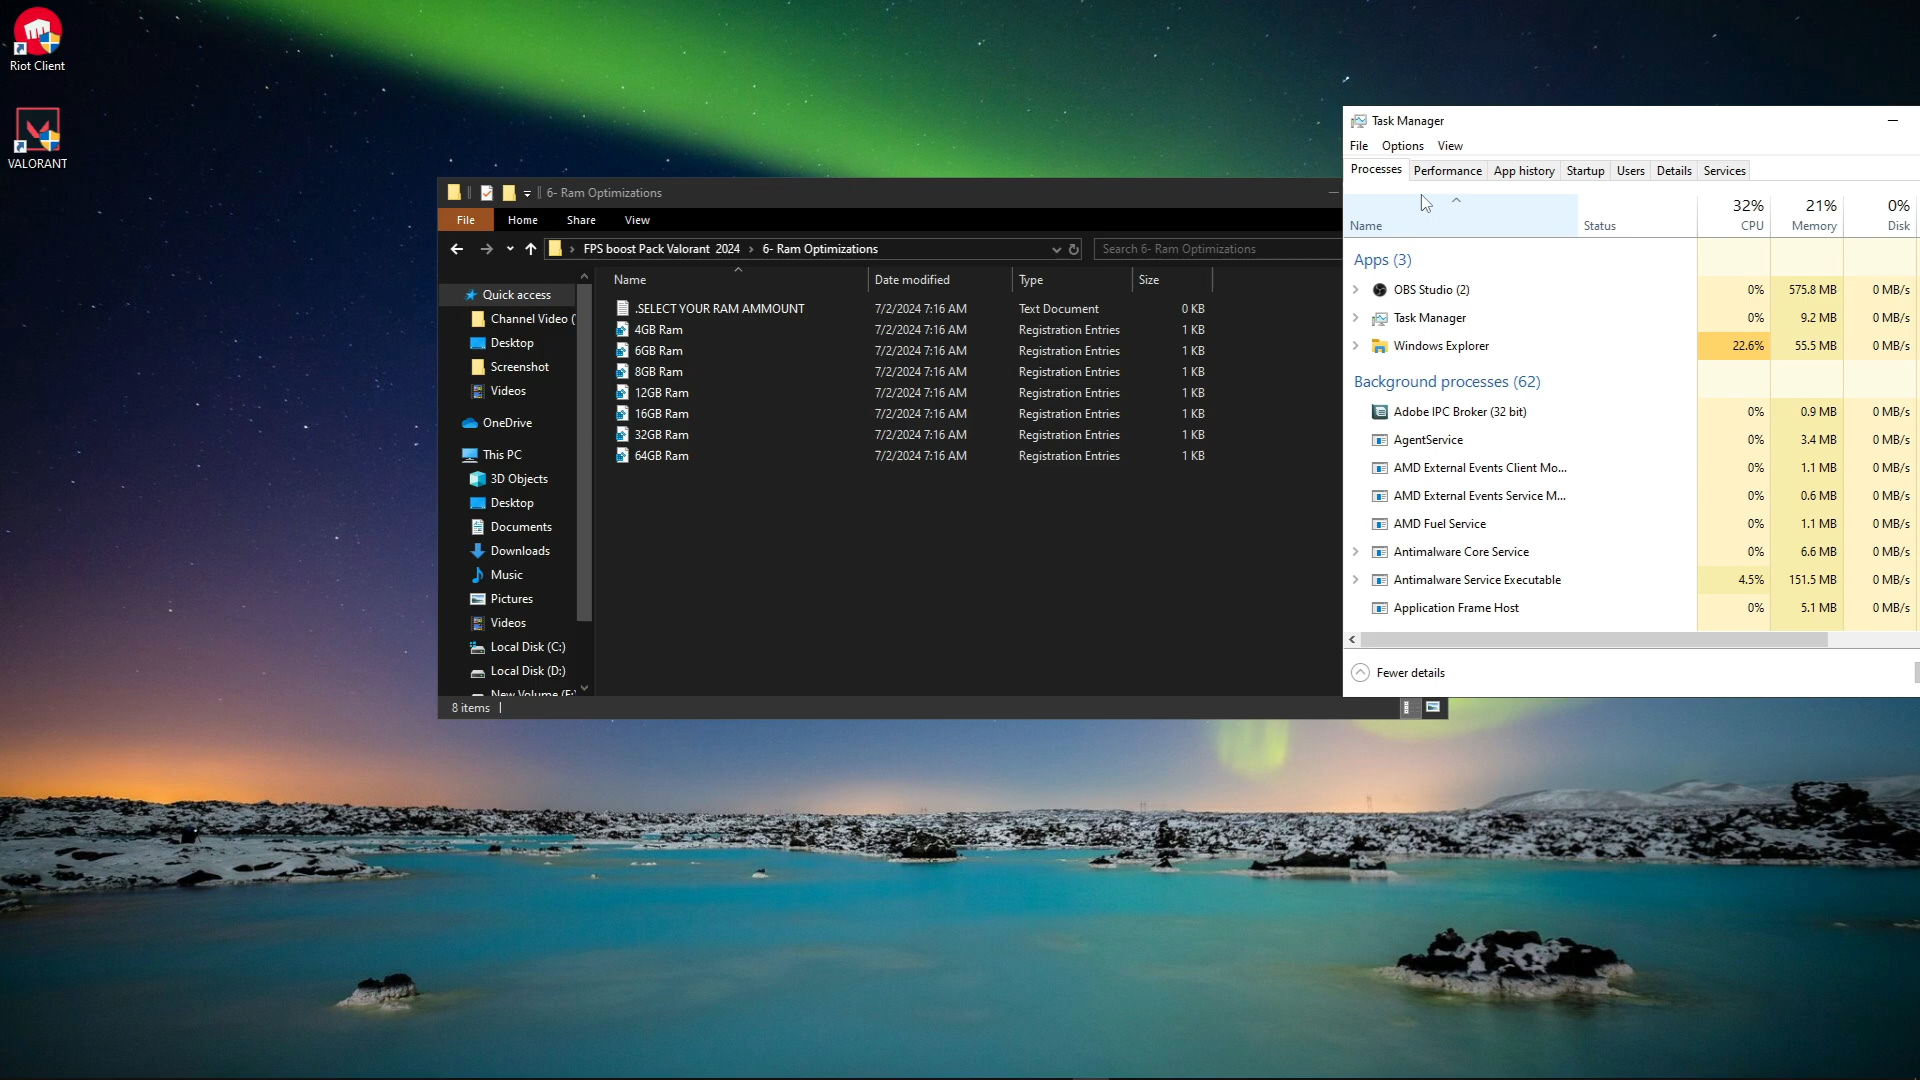 Riot Client
VALORANT
6- Ram Optimizations
File Home Share View
FPS boost Pack Valorant 2024 > 6- Ram Optimizations
Search 6- Ram Optimizations
Quick access
Channel Video (
Desktop
Screenshot
Videos
OneDrive
This PC
3D Objects
Desktop
Documents
Downloads
Music
Pictures
Videos
Local Disk (C:)
Local Disk (D:)
New Volume (F:)
Name Date modified Type Size
.SELECT YOUR RAM AMMOUNT 7/2/2024 7:16 AM Text Document 0 KB
4GB Ram 7/2/2024 7:16 AM Registration Entries 1 KB
6GB Ram 7/2/2024 7:16 AM Registration Entries 1 KB
8GB Ram 7/2/2024 7:16 AM Registration Entries 1 KB
12GB Ram 7/2/2024 7:16 AM Registration Entries 1 KB
16GB Ram 7/2/2024 7:16 AM Registration Entries 1 KB
32GB Ram 7/2/2024 7:16 AM Registration Entries 1 KB
64GB Ram 7/2/2024 7:16 AM Registration Entries 1 KB
8 items
Task Manager
File Options View
Processes Performance App history Startup Users Details Services
32% 21% 0%
Name Status CPU Memory Disk
Apps (3)
OBS Studio (2) 0% 575.8 MB 0 MB/s
Task Manager 0% 9.2 MB 0 MB/s
Windows Explorer 22.6% 55.5 MB 0 MB/s
Background processes (62)
Adobe IPC Broker (32 bit) 0% 0.9 MB 0 MB/s
AgentService 0% 3.4 MB 0 MB/s
AMD External Events Client Mo... 0% 1.1 MB 0 MB/s
AMD External Events Service M... 0% 0.6 MB 0 MB/s
AMD Fuel Service 0% 1.1 MB 0 MB/s
Antimalware Core Service 0% 6.6 MB 0 MB/s
Antimalware Service Executable 4.5% 151.5 MB 0 MB/s
Application Frame Host 0% 5.1 MB 0 MB/s
Fewer details